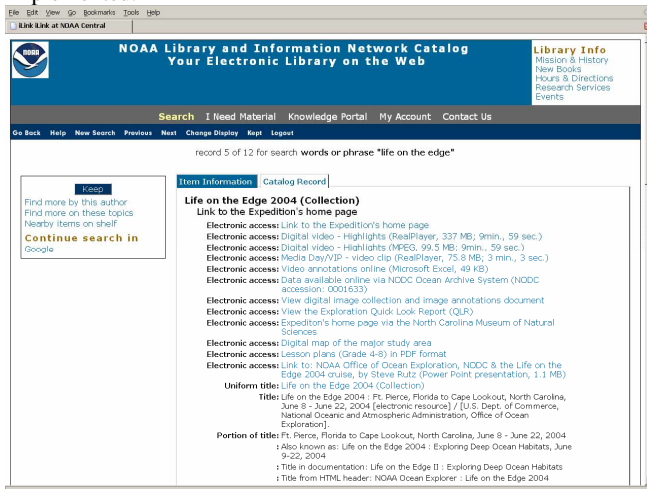 File Edit View Go Bookmarks Tools Help
iLink iLink at NOAA Central
NOAA
NOAA Library and Information Network Catalog
Your Electronic Library on the Web
Library Info
Mission & History
New Books
Hours & Directions
Research Services
Events
Search I Need Material Knowledge Portal My Account Contact Us
Go Back Help New Search Previous Next Change Display Kept Logout
record 5 of 12 for search words or phrase "life on the edge"
Keep
Find more by this author
Find more on these topics
Nearby items on shelf
Continue search in
Google
Item Information Catalog Record
Life on the Edge 2004 (Collection)
Link to the Expedition's home page
Electronic access: Link to the Expedition's home page
Electronic access: Digital video - Highlights (RealPlayer, 337 MB; 9min., 59 sec.)
Electronic access: Digital video - Highlights (MPEG, 99.5 MB; 9min., 59 sec.)
Electronic access: Media Day/VIP - video clip (RealPlayer, 75.8 MB; 3 min., 3 sec.)
Electronic access: Video annotations online (Microsoft Excel, 49 KB)
Electronic access: Data available online via NODC Ocean Archive System (NODC
accession: 0001633)
Electronic access: View digital image collection and image annotations document
Electronic access: View the Exploration Quick Look Report (QLR)
Electronic access: Expediton's home page via the North Carolina Museum of Natural
Sciences
Electronic access: Digital map of the major study area
Electronic access: Lesson plans (Grade 4-8) in PDF format
Electronic access: Link to: NOAA Office of Ocean Exploration, NODC & the Life on the
Edge 2004 cruise, by Steve Rutz (Power Point presentation, 1.1 MB)
Uniform title: Life on the Edge 2004 (Collection)
Title: Life on the Edge 2004 : Ft. Pierce, Florida to Cape Lookout, North Carolina,
June 8 - June 22, 2004 [electronic resource] / [U.S. Dept. of Commerce,
National Oceanic and Atmospheric Administration, Office of Ocean
Exploration].
Portion of title: Ft. Pierce, Florida to Cape Lookout, North Carolina, June 8 - June 22, 2004
: Also known as: Life on the Edge 2004 : Exploring Deep Ocean Habitats, June
9-22, 2004
: Title in documentation: Life on the Edge II : Exploring Deep Ocean Habitats
: Title from HTML header: NOAA Ocean Explorer : Life on the Edge 2004